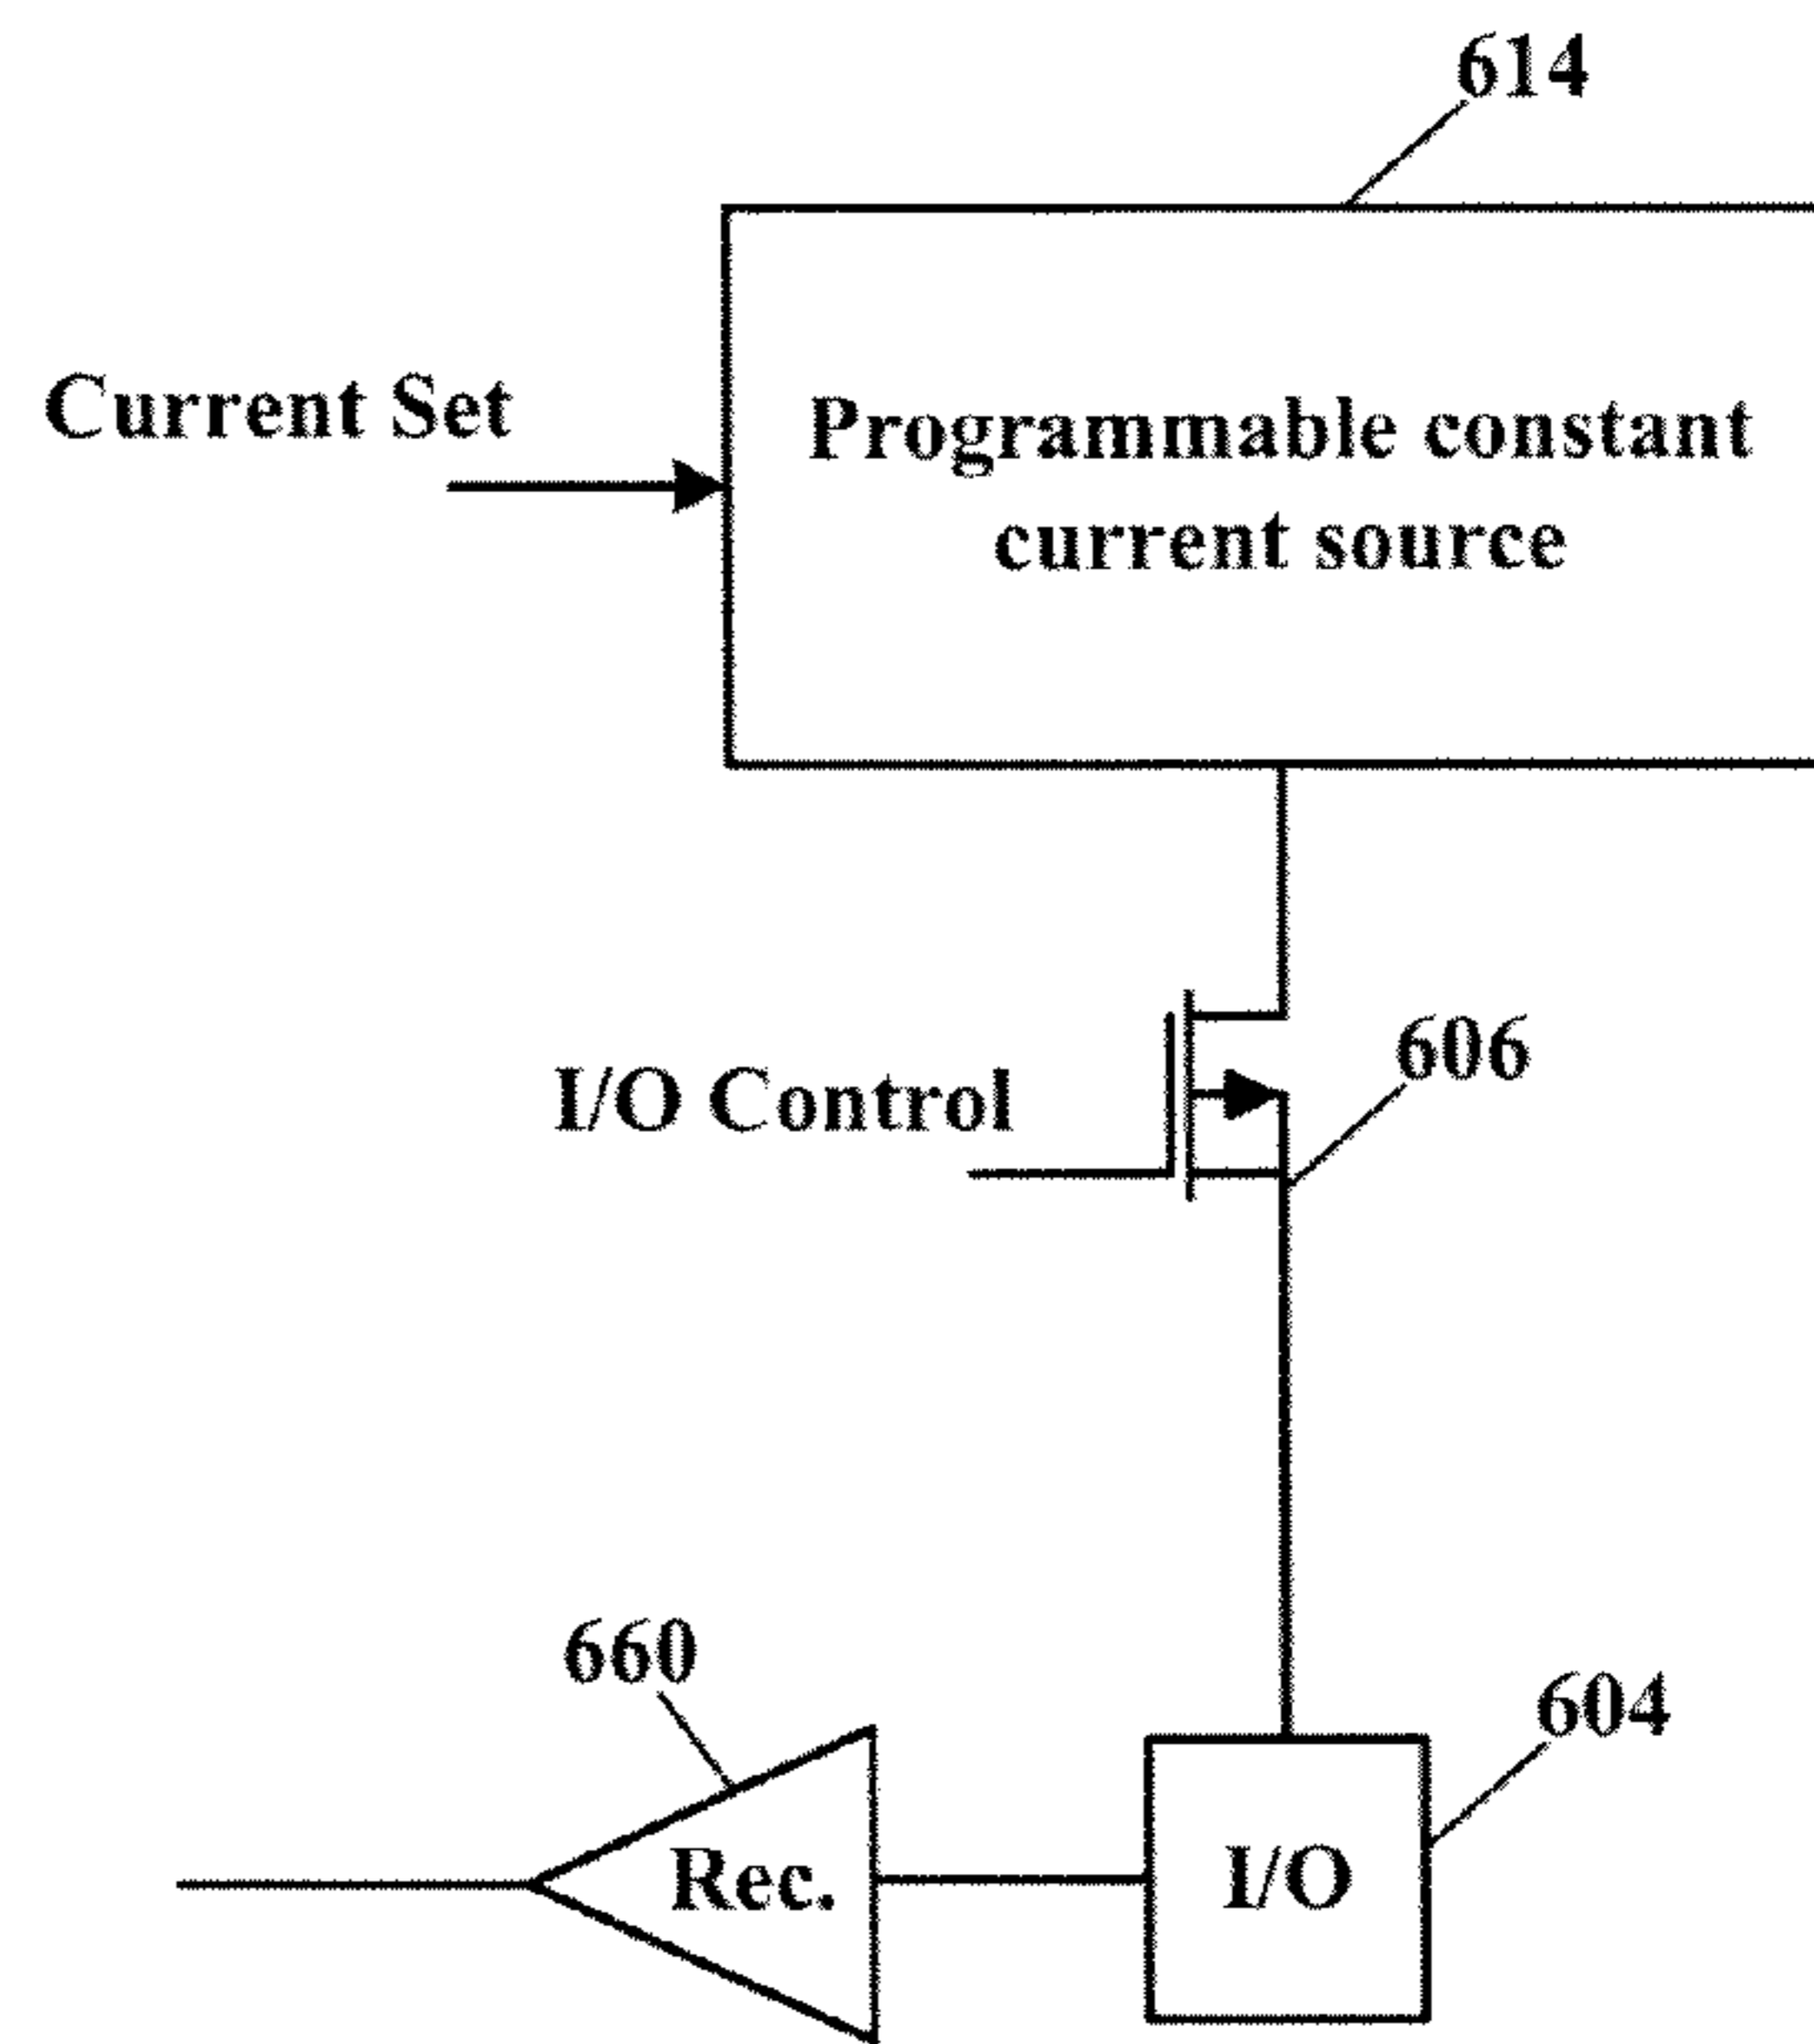 614
Current Set
Programmable constant
current source
606
I/O Control
660
604
Rec.
I/O